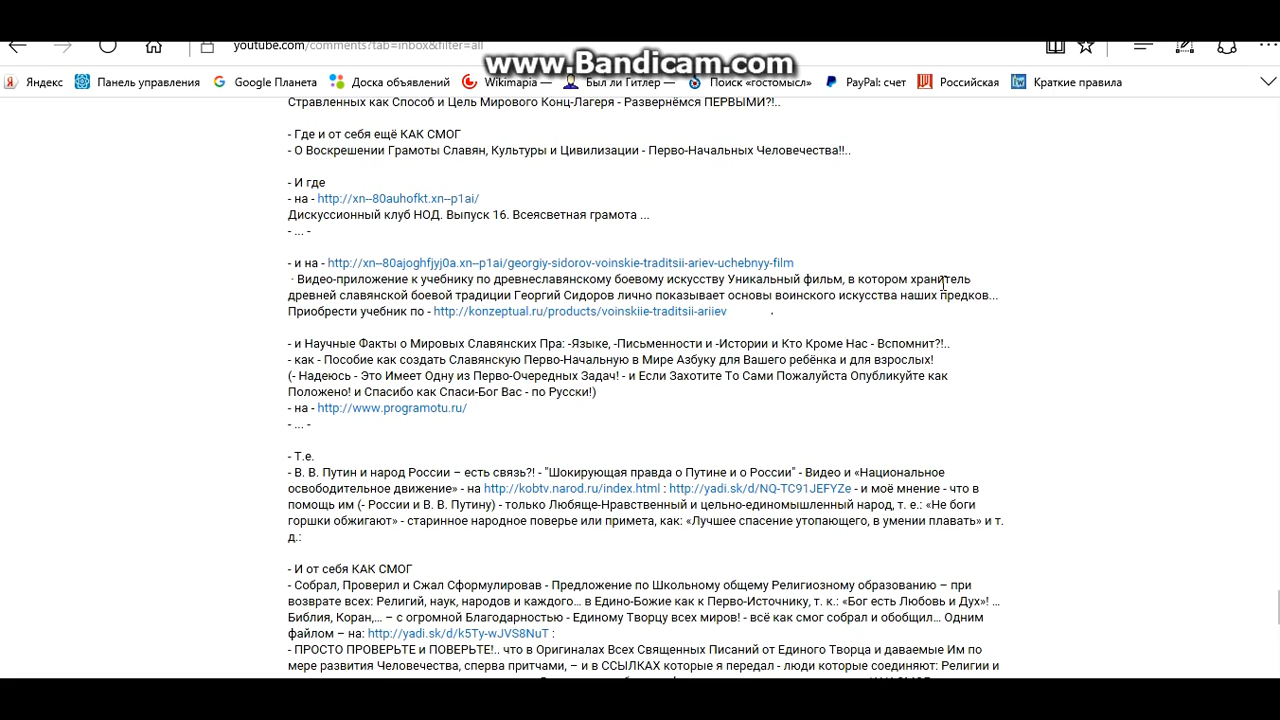 youtube.com/comments?tab=inbox&filter=all
www.Bandicam.com
Яндекс Панель управления Google Планета Доска объявлений Wikimapia Был ли Гитлер – Поиск «гостомысл» PayPal: счет Российская Краткие правила
Стравленных как Способ и Цель Мирового Конц-Лагеря - Развернёмся ПЕРВЫМИ?!..
- Где и от себя ещё КАК СМОГ
- О Воскрешении Грамоты Славян, Культуры и Цивилизации - Перво-Начальных Человечества!!..
- И где
- на - http://xn--80auhofkt.xn--p1ai/
Дискуссионный клуб НОД. Выпуск 16. Всеясветная грамота ...
- ... -
- и на - http://xn--80ajoghfjyj0a.xn--p1ai/georgiy-sidorov-voinskie-traditsii-ariev-uchebnyy-film
· Видео-приложение к учебнику по древнеславянскому боевому искусству Уникальный фильм, в котором хранитель
древней славянской боевой традиции Георгий Сидоров лично показывает основы воинского искусства наших предков...
Приобрести учебник по - http://konzeptual.ru/products/voinskiie-traditsii-ariiev .
- и Научные Факты о Мировых Славянских Пра: -Языке, -Письменности и -Истории и Кто Кроме Нас - Вспомнит?!..
- как - Пособие как создать Славянскую Перво-Начальную в Мире Азбуку для Вашего ребёнка и для взрослых!
(- Надеюсь - Это Имеет Одну из Перво-Очередных Задач! - и Если Захотите То Сами Пожалуйста Опубликуйте как
Положено! и Спасибо как Спаси-Бог Вас - по Русски!)
- на - http://www.programotu.ru/
- ... -
- Т.е.
- В. В. Путин и народ России – есть связь?! - "Шокирующая правда о Путине и о России" - Видео и «Национальное
освободительное движение» - на http://kobtv.narod.ru/index.html : http://yadi.sk/d/NQ-TC91JEFYZe - и моё мнение - что в
помощь им (- России и В. В. Путину) - только Любяще-Нравственный и цельно-единомышленный народ, т. е.: «Не боги
горшки обжигают» - старинное народное поверье или примета, как: «Лучшее спасение утопающего, в умении плавать» и т.
д.:
- И от себя КАК СМОГ
- Собрал, Проверил и Сжал Сформулировав - Предложение по Школьному общему Религиозному образованию – при
возврате всех: Религий, наук, народов и каждого… в Едино-Божие как к Перво-Источнику, т. к.: «Бог есть Любовь и Дух»! …
Библия, Коран,… – с огромной Благодарностью - Единому Творцу всех миров! - всё как смог собрал и обобщил… Одним
файлом – на: http://yadi.sk/d/k5Ty-wJVS8NuT :
- ПРОСТО ПРОВЕРЬТЕ и ПОВЕРЬТЕ!.. что в Оригиналах Всех Священных Писаний от Единого Творца и даваемые Им по
мере развития Человечества, сперва притчами, – и в ССЫЛКАХ которые я передал - люди которые соединяют: Религии и